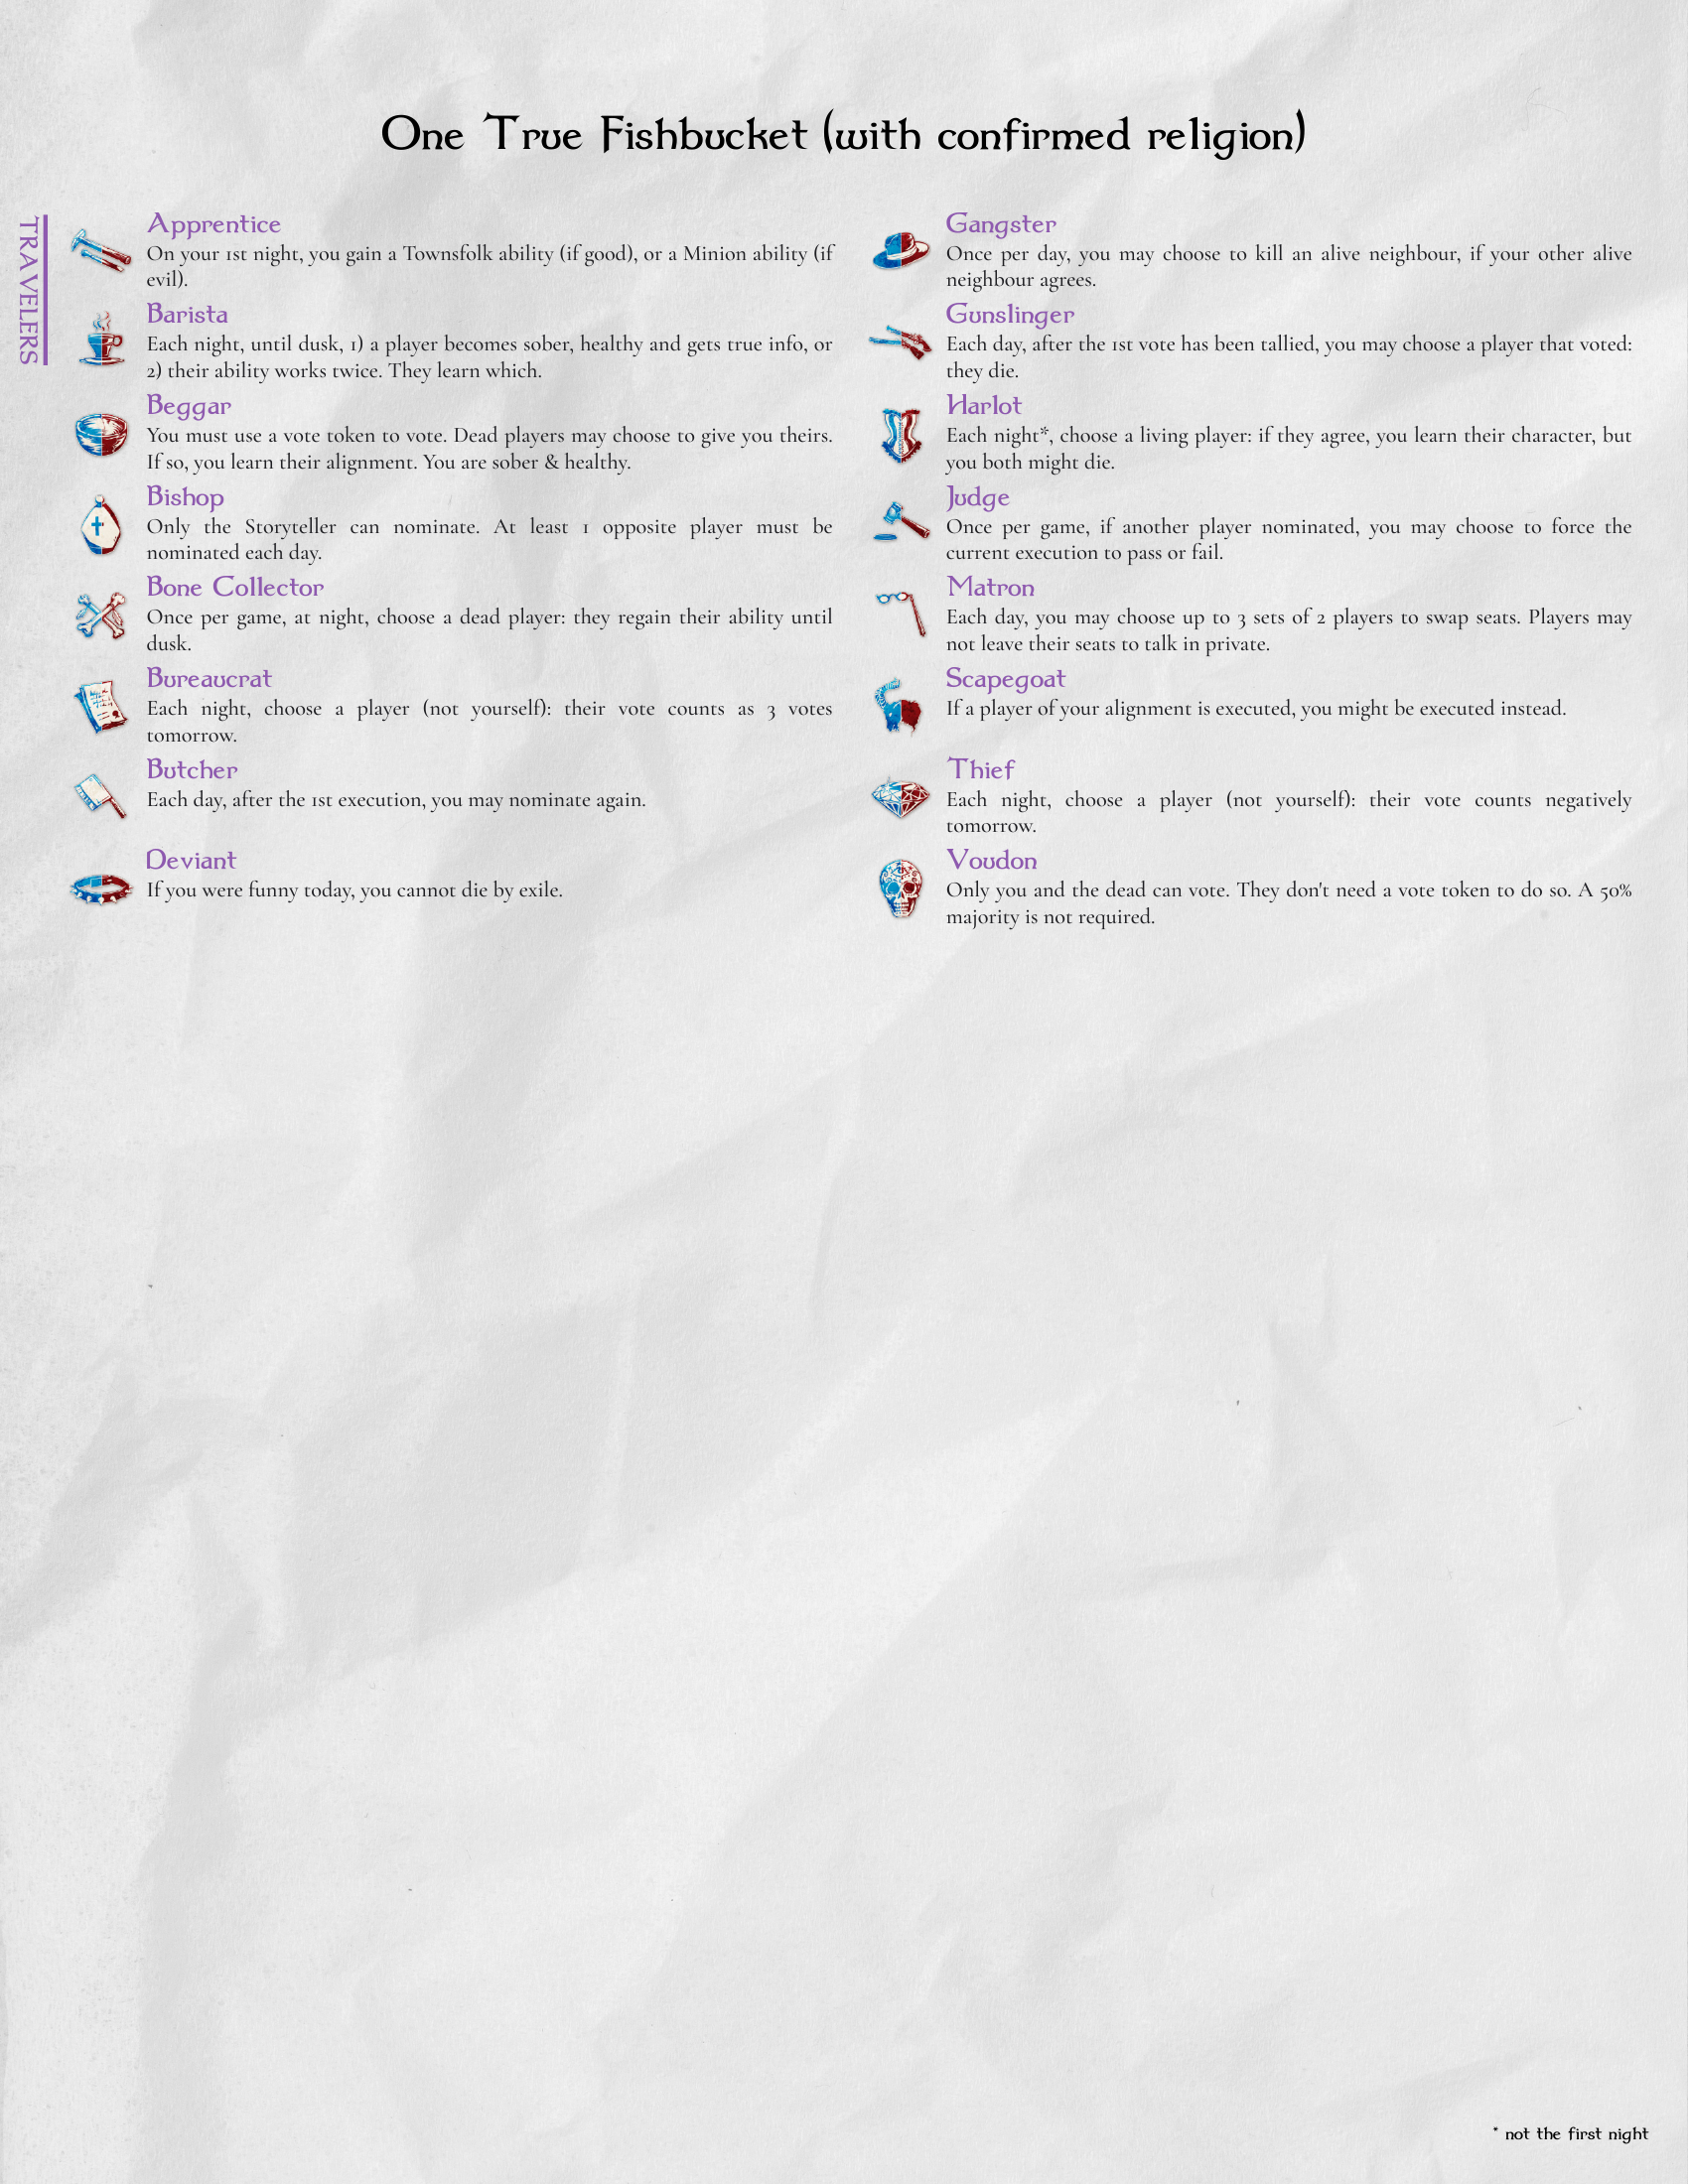 One True Fishbucket (with confirmed religion)
TRAVELERS
Apprentice
On your 1st night, you gain a Townsfolk ability (if good), or a Minion ability (if
evil).
Barista
Each night, until dusk, 1) a player becomes sober, healthy and gets true info, or
2) their ability works twice. They learn which.
Beggar
You must use a vote token to vote. Dead players may choose to give you theirs.
If so, you learn their alignment. You are sober & healthy.
Bishop
Only the Storyteller can nominate. At least 1 opposite player must be
nominated each day.
Bone Collector
Once per game, at night, choose a dead player: they regain their ability until
dusk.
Bureaucrat
Each night, choose a player (not yourself): their vote counts as 3 votes
tomorrow.
Butcher
Each day, after the 1st execution, you may nominate again.
Deviant
If you were funny today, you cannot die by exile.
Gangster
Once per day, you may choose to kill an alive neighbour, if your other alive
neighbour agrees.
Gunslinger
Each day, after the 1st vote has been tallied, you may choose a player that voted:
they die.
Harlot
Each night*, choose a living player: if they agree, you learn their character, but
you both might die.
Judge
Once per game, if another player nominated, you may choose to force the
current execution to pass or fail.
Matron
Each day, you may choose up to 3 sets of 2 players to swap seats. Players may
not leave their seats to talk in private.
Scapegoat
If a player of your alignment is executed, you might be executed instead.
Thief
Each night, choose a player (not yourself): their vote counts negatively
tomorrow.
Voudon
Only you and the dead can vote. They don't need a vote token to do so. A 50%
majority is not required.
* not the first night